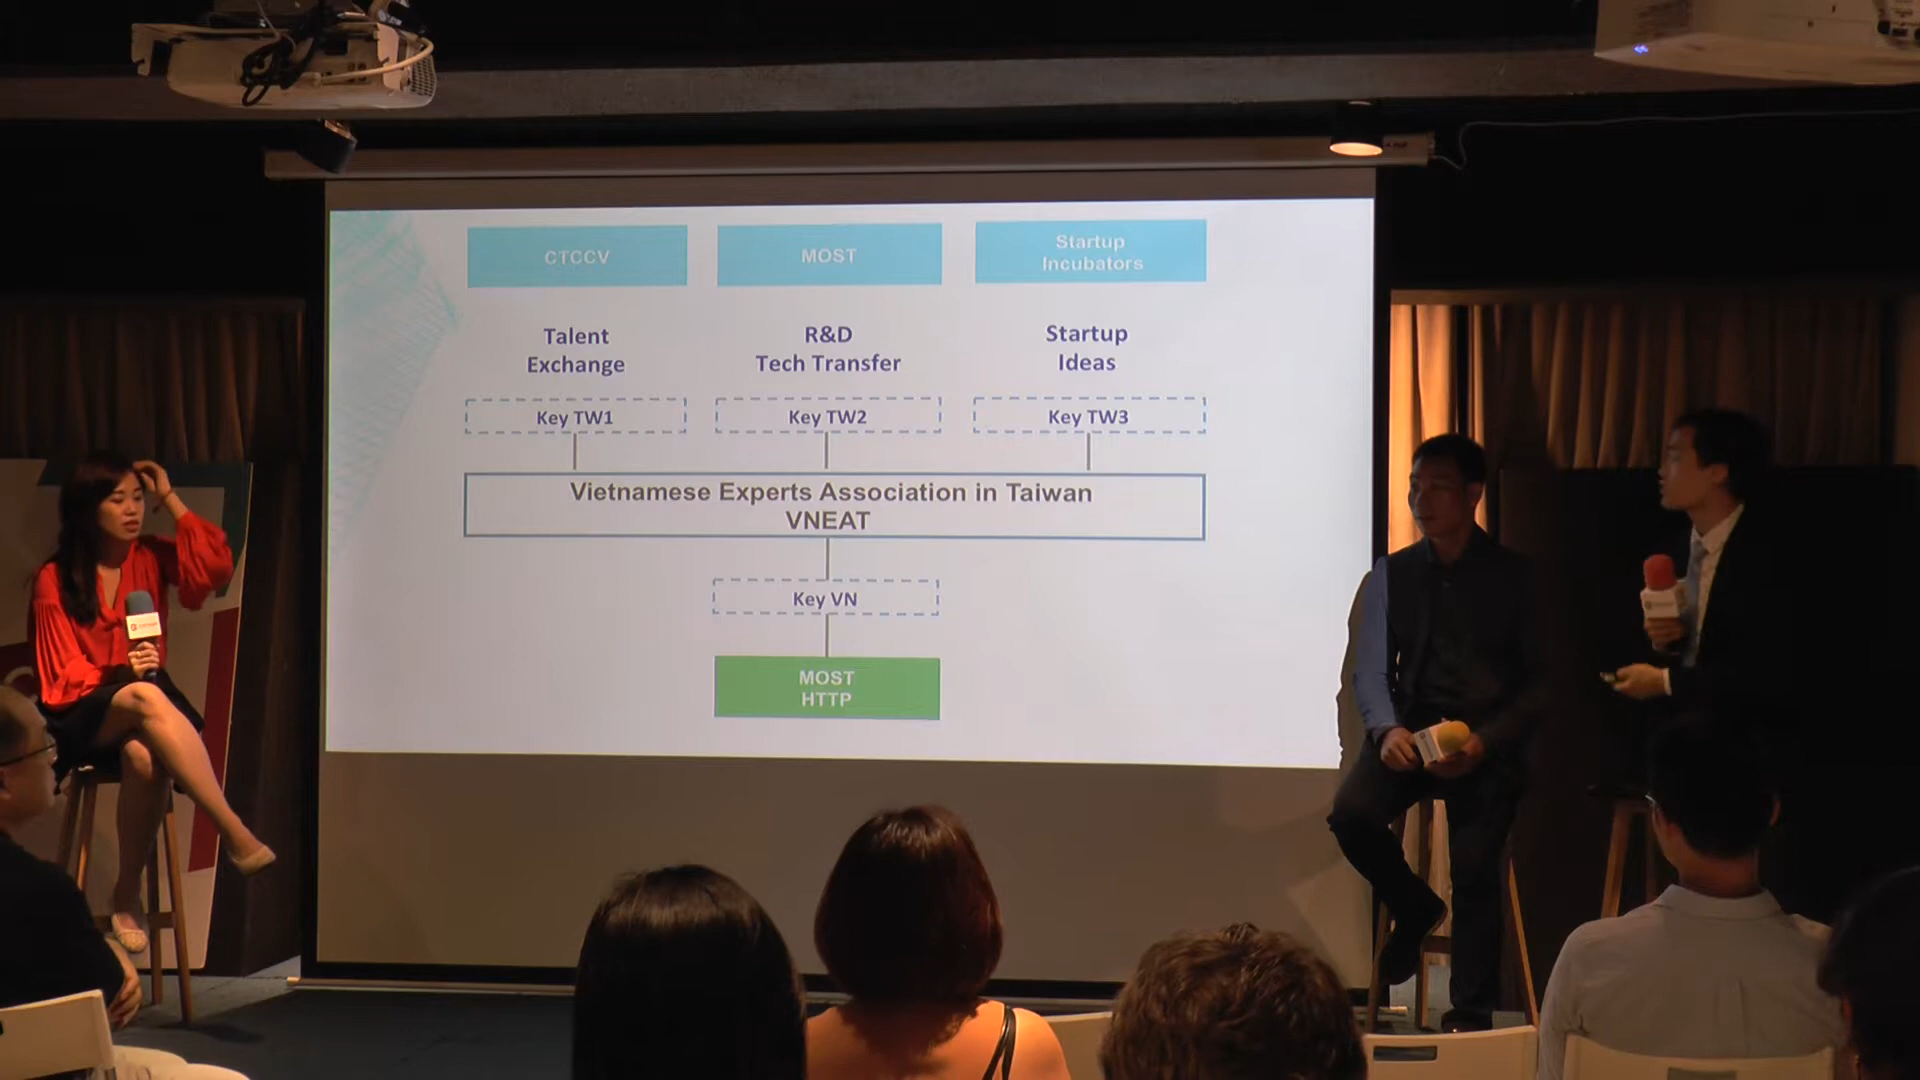 CTCCV
MOST
Startup
Incubators
Talent
Exchange
R&D
Tech Transfer
Startup
Ideas
Key TW1
Key TW2
Key TW3
Vietnamese Experts Association in Taiwan
VNEAT
Key VN
MOST
HTTP